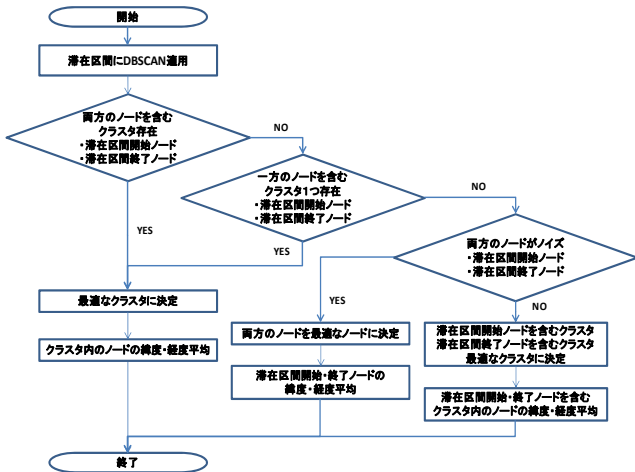 開始
滞在区間にDBSCAN適用
両方のノードを含む
クラスタ存在
・滞在区間開始ノード
・滞在区間終了ノード
NO
一方のノードを含む
クラスタ1つ存在
・滞在区間開始ノード
・滞在区間終了ノード
NO
YES
YES
両方のノードがノイズ
・滞在区間開始ノード
・滞在区間終了ノード
YES
NO
最適なクラスタに決定
両方のノードを最適なノードに決定
滞在区間開始ノードを含むクラスタ
滞在区間終了ノードを含むクラスタ
最適なクラスタに決定
クラスタ内のノードの緯度・経度平均
滞在区間開始・終了ノードの
緯度・経度平均
滞在区間開始・終了ノードを含む
クラスタ内のノードの緯度・経度平均
終了